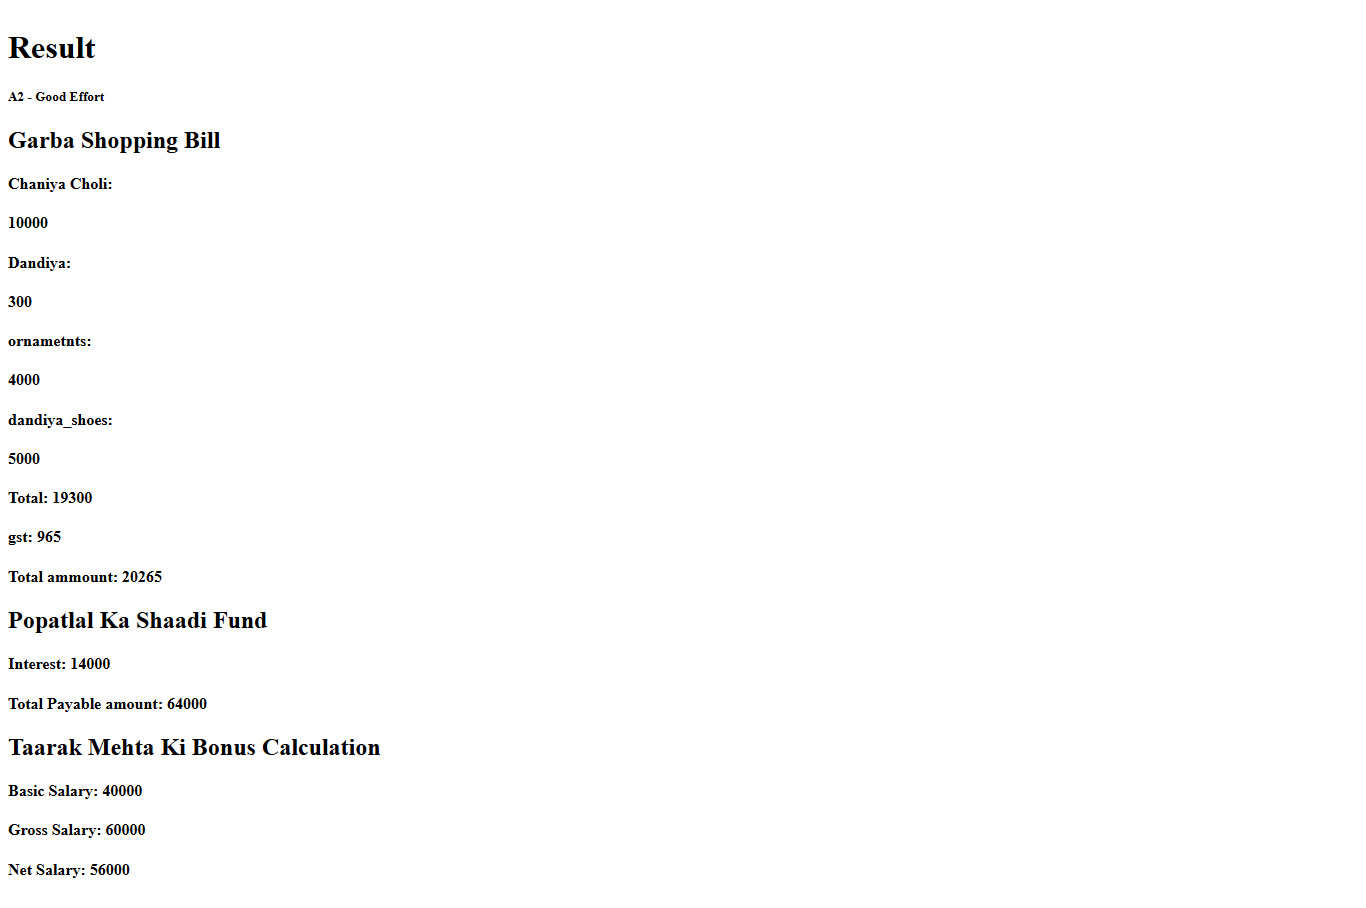 Result
A2 - Good Effort
Garba Shopping Bill
Chaniya Choli:
10000
Dandiya:
300
ornametnts:
4000
dandiya_shoes:
5000
Total: 19300
gst: 965
Total ammount: 20265
Popatlal Ka Shaadi Fund
Interest: 14000
Total Payable amount: 64000
Taarak Mehta Ki Bonus Calculation
Basic Salary: 40000
Gross Salary: 60000
Net Salary: 56000